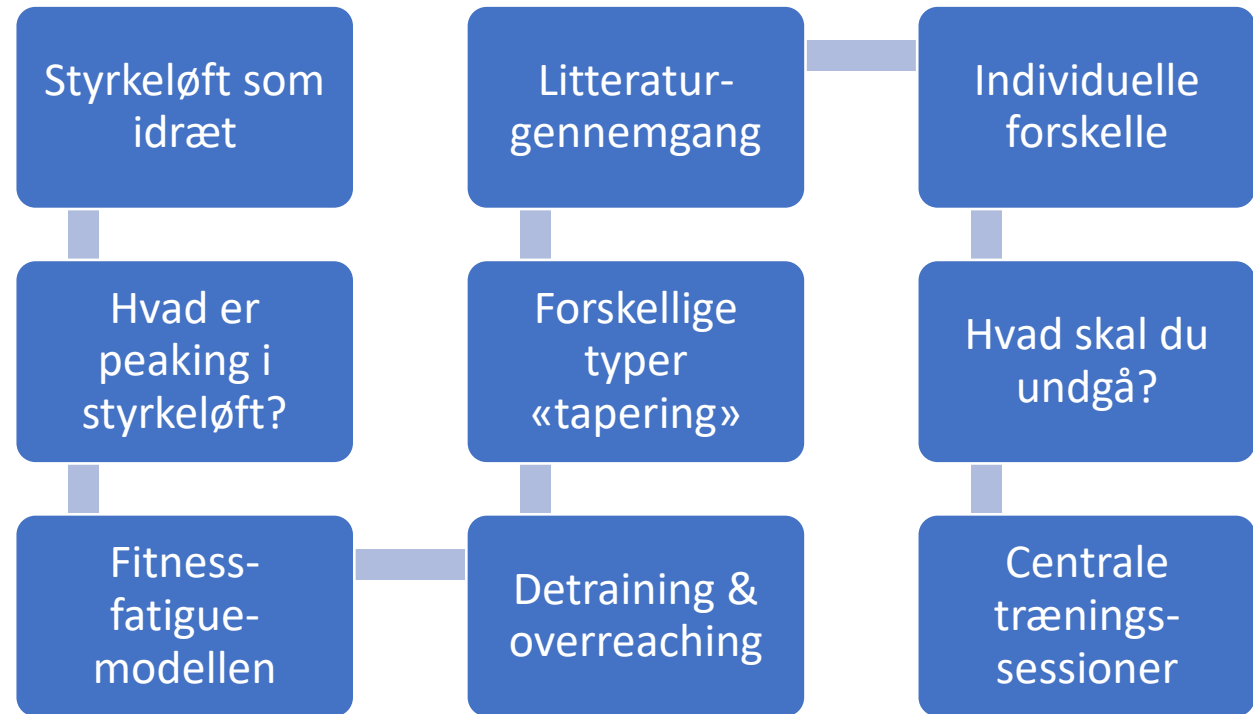 Styrkeløft som
idræt
Hvad er
peaking i
styrkeløft?
Fitness-
fatigue-
modellen
Detraining &
overreaching
Forskellige
typer
«tapering»
Litteratur-
gennemgang
Individuelle
forskelle
Hvad skal du
undgå?
Centrale
trænings-
sessioner